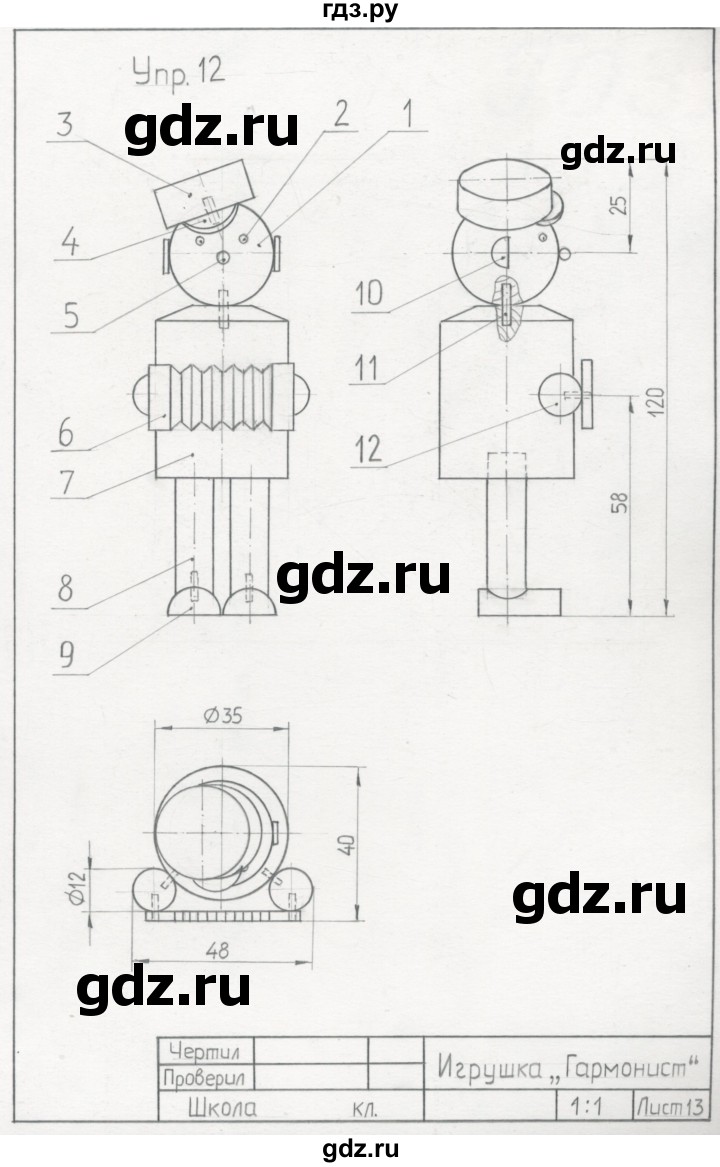 гдз.ру
Упр. 12
gdz.ru
gdz.ru
3
2
1
4
5
6
7
8
9
10
11
12
25
120
58
gdz.ru
Ø35
40
Ø12
48
gdz.ru
gdz.ru
Чертил
Проверил
Игрушка „Гармонист“
Школа кл.
1:1
Лист 13
gdz.ru